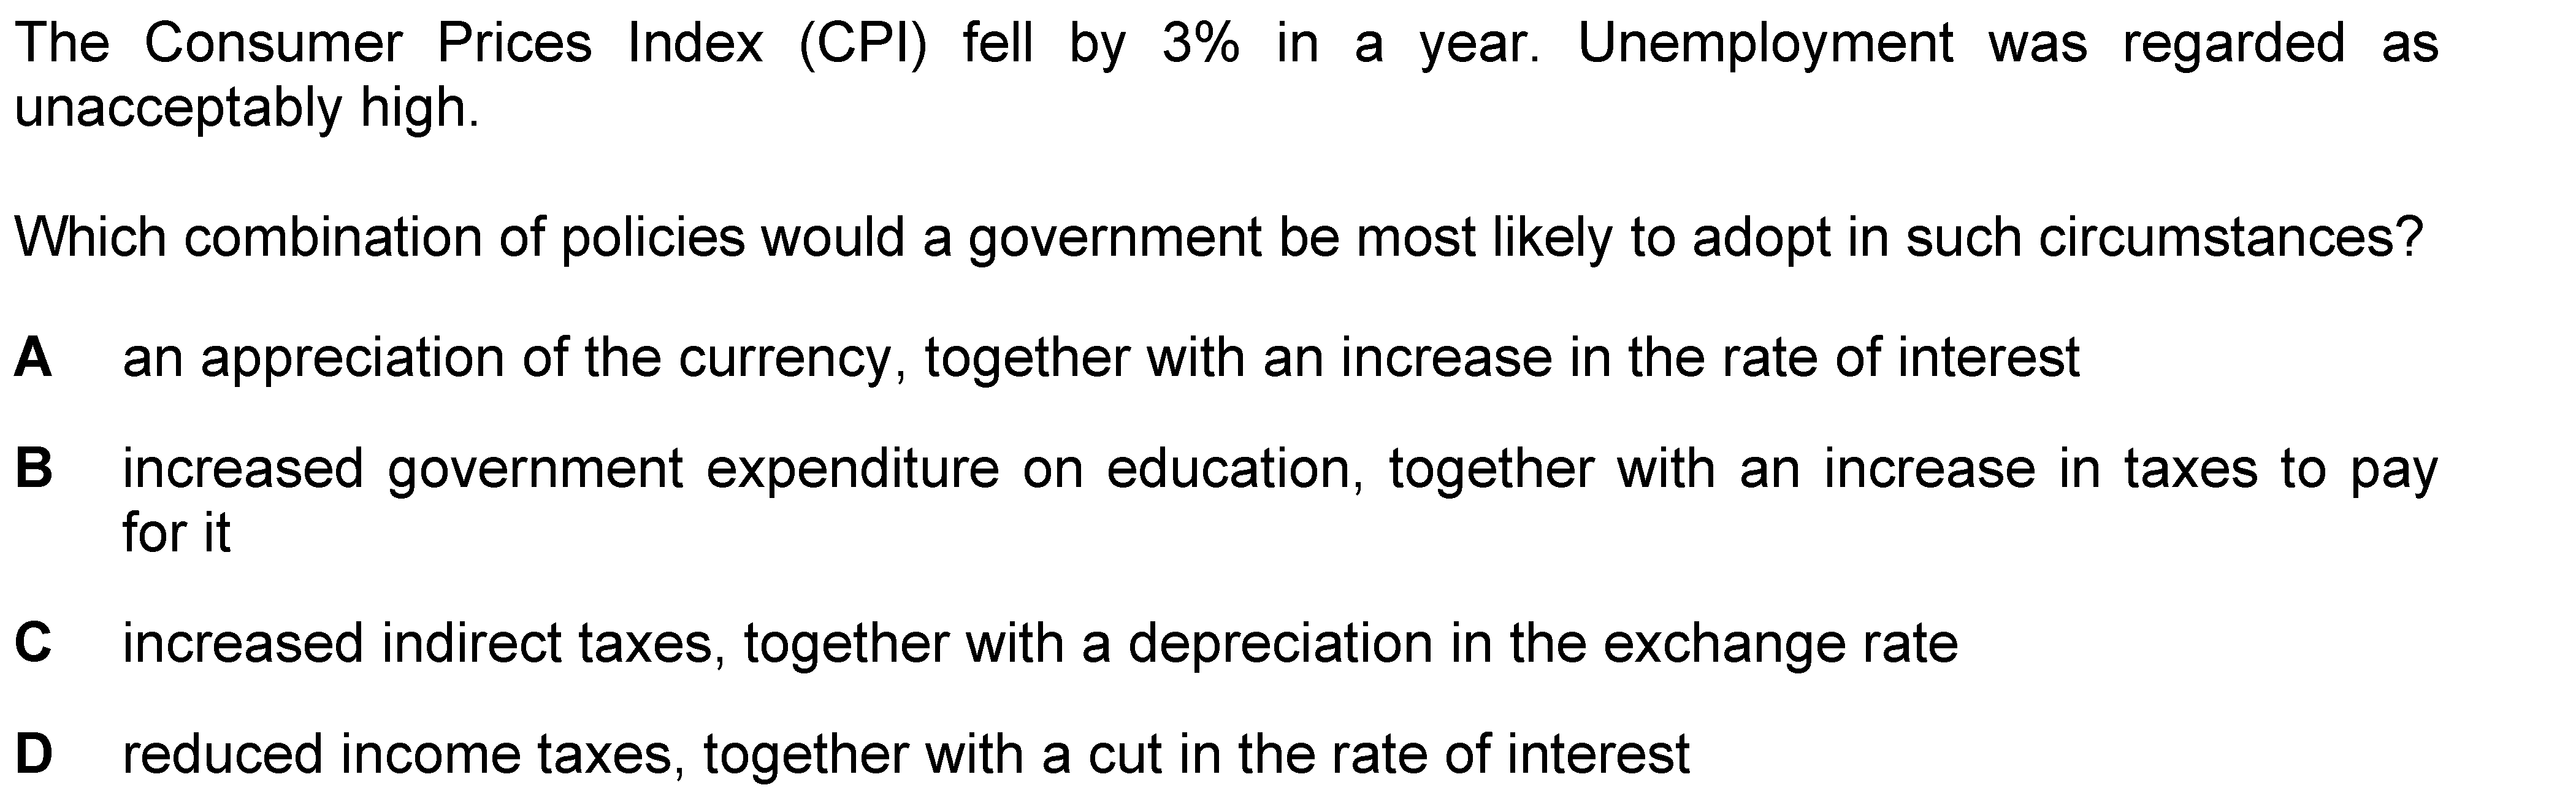 The Consumer Prices Index (CPI) fell by 3% in a year. Unemployment was regarded as
unacceptably high.
Which combination of policies would a government be most likely to adopt in such circumstances?
A an appreciation of the currency, together with an increase in the rate of interest
B increased government expenditure on education, together with an increase in taxes to pay
for it
C increased indirect taxes, together with a depreciation in the exchange rate
D reduced income taxes, together with a cut in the rate of interest